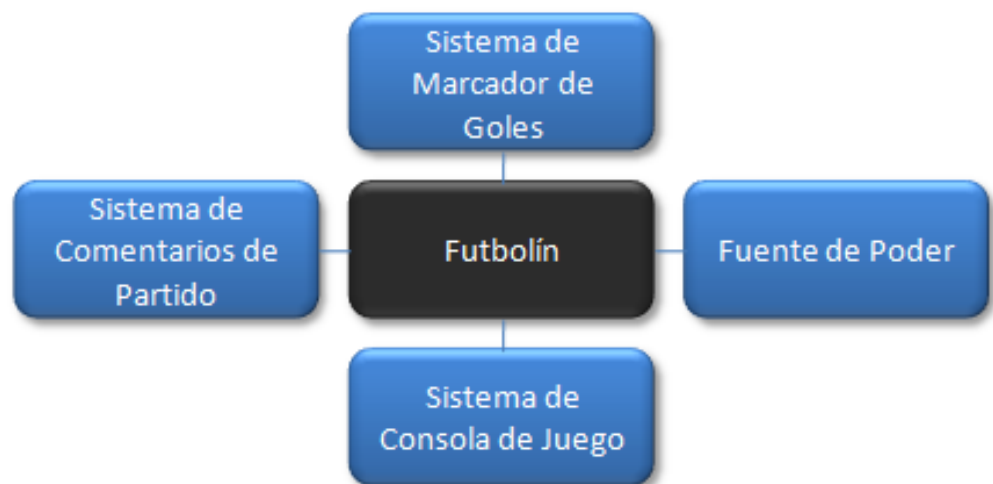 Sistema de
Marcador de
Goles
Sistema de
Comentarios de
Partido
Futbolín
Fuente de Poder
Sistema de
Consola de Juego